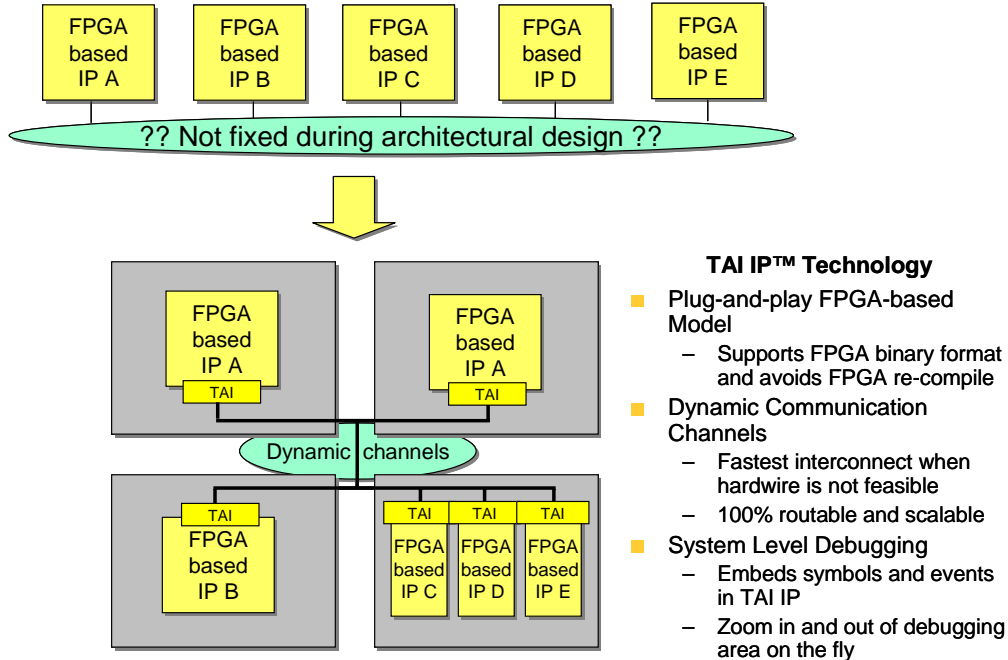 FPGA
based
IP A
FPGA
based
IP B
FPGA
based
IP C
FPGA
based
IP D
FPGA
based
IP E
?? Not fixed during architectural design ??
FPGA
based
IP A
TAI
FPGA
based
IP A
TAI
Dynamic channels
TAI
FPGA
based
IP B
TAI
TAI
TAI
FPGA
based
IP C
FPGA
based
IP D
FPGA
based
IP E
TAI IP™ Technology
Plug-and-play FPGA-based
Model
– Supports FPGA binary format
and avoids FPGA re-compile
Dynamic Communication
Channels
– Fastest interconnect when
hardwire is not feasible
– 100% routable and scalable
System Level Debugging
– Embeds symbols and events
in TAI IP
– Zoom in and out of debugging
area on the fly